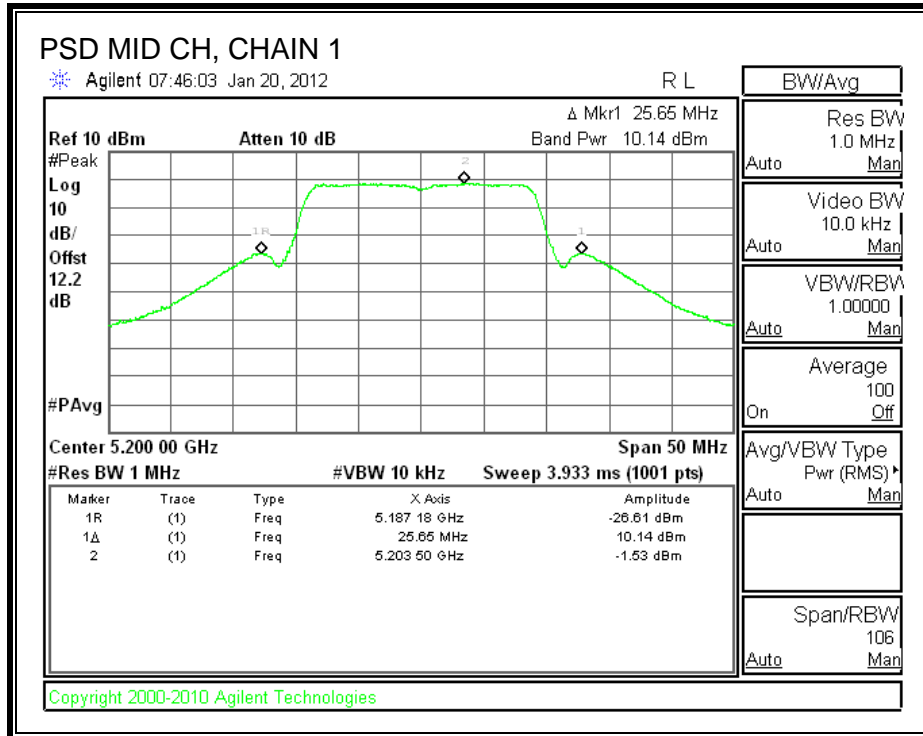 PSD MID CH, CHAIN 1
Agilent 07:46:03 Jan 20, 2012 R L
Δ Mkr1 25.65 MHz
Ref 10 dBm Atten 10 dB Band Pwr 10.14 dBm
#Peak
Log
10
dB/
Offst
12.2
dB
2
1R
1
#PAvg
Center 5.200 00 GHz Span 50 MHz
#Res BW 1 MHz #VBW 10 kHz Sweep 3.933 ms (1001 pts)
Marker Trace Type X Axis Amplitude
1R (1) Freq 5.187 18 GHz -26.61 dBm
1Δ (1) Freq 25.65 MHz 10.14 dBm
2 (1) Freq 5.203 50 GHz -1.53 dBm
Copyright 2000-2010 Agilent Technologies
BW/Avg
Res BW
1.0 MHz
Auto Man
Video BW
10.0 kHz
Auto Man
VBW/RBW
1.00000
Auto Man
Average
100
On Off
Avg/VBW Type
Pwr (RMS)
Auto Man
Span/RBW
106
Auto Man